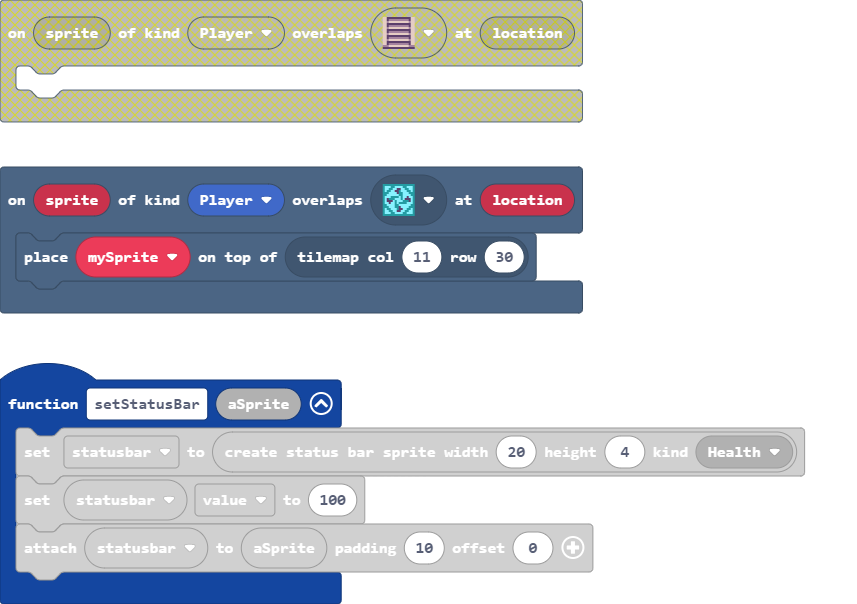 on sprite of kind Player overlaps at location
on sprite of kind Player overlaps at location
place mySprite on top of tilemap col 11 row 30
function setStatusBar aSprite
set statusbar to create status bar sprite width 20 height 4 kind Health
set statusbar value to 100
attach statusbar to aSprite padding 10 offset 0